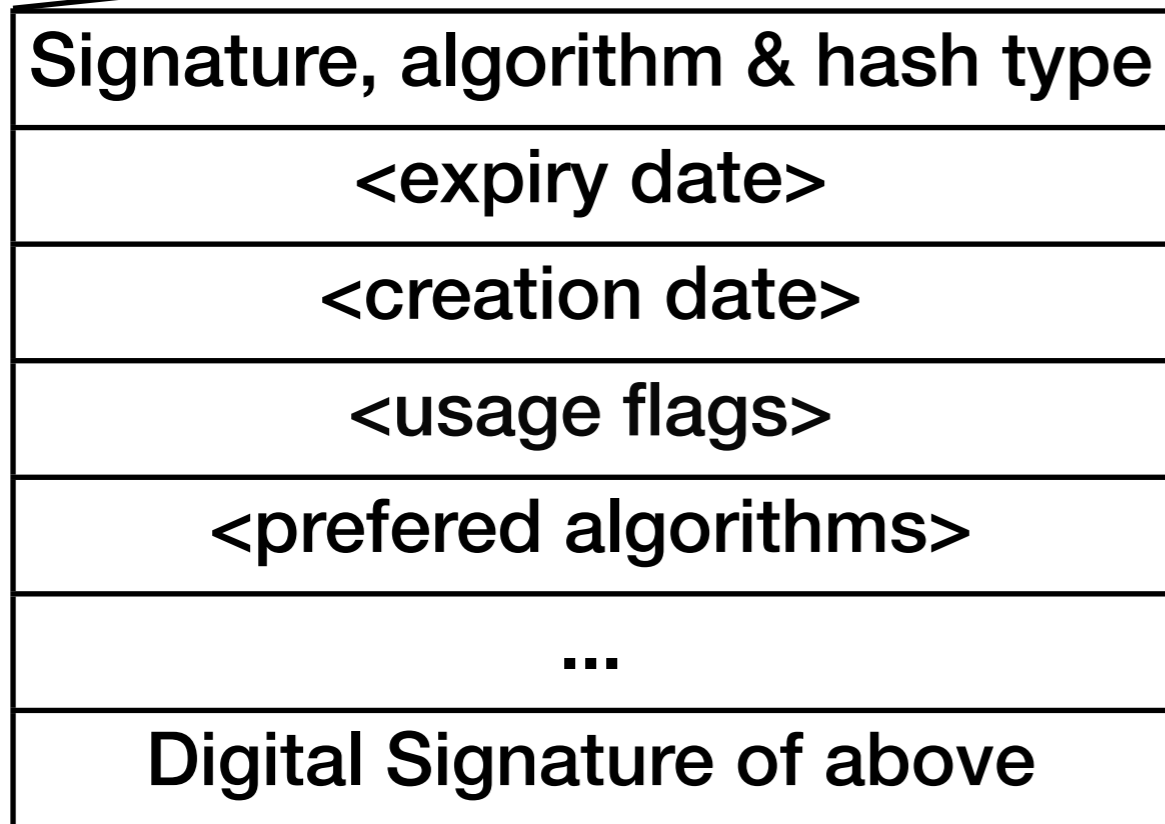 Signature, algorithm & hash type
<expiry date>
<creation date>
<usage flags>
<prefered algorithms>
...
Digital Signature of above